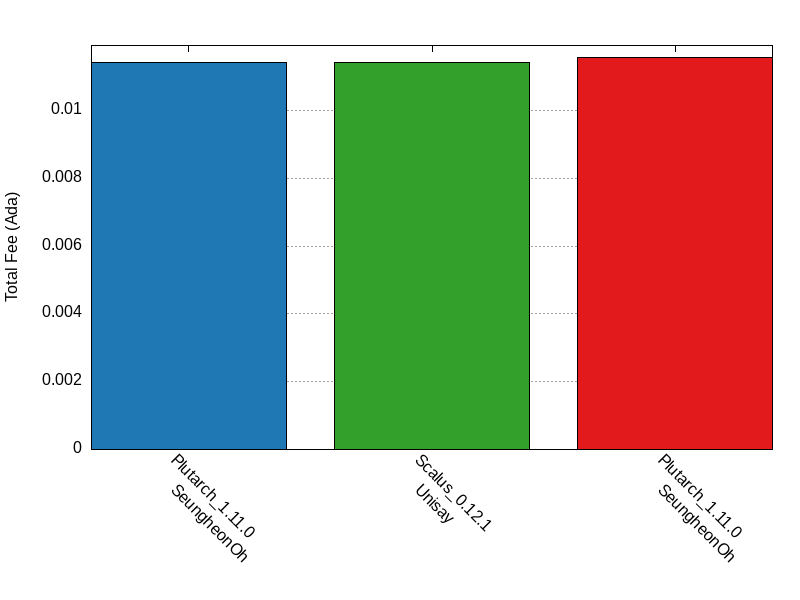 Total Fee (Ada)
0.01
0.008
0.006
0.004
0.002
0
Plutarch_1.11.0
SeungheonOh
Scalus_0.12.1
Unisay
Plutarch_1.11.0
SeungheonOh